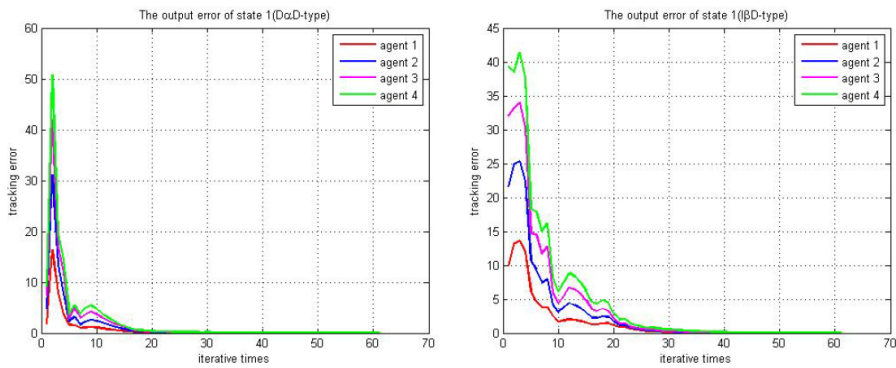 The output error of state 1(DαD-type)
tracking error
60
50
40
30
20
10
0
0 10 20 30 40 50 60 70
iterative times
agent 1
agent 2
agent 3
agent 4
The output error of state 1(IβD-type)
tracking error
45
40
35
30
25
20
15
10
5
0
0 10 20 30 40 50 60 70
iterative times
agent 1
agent 2
agent 3
agent 4